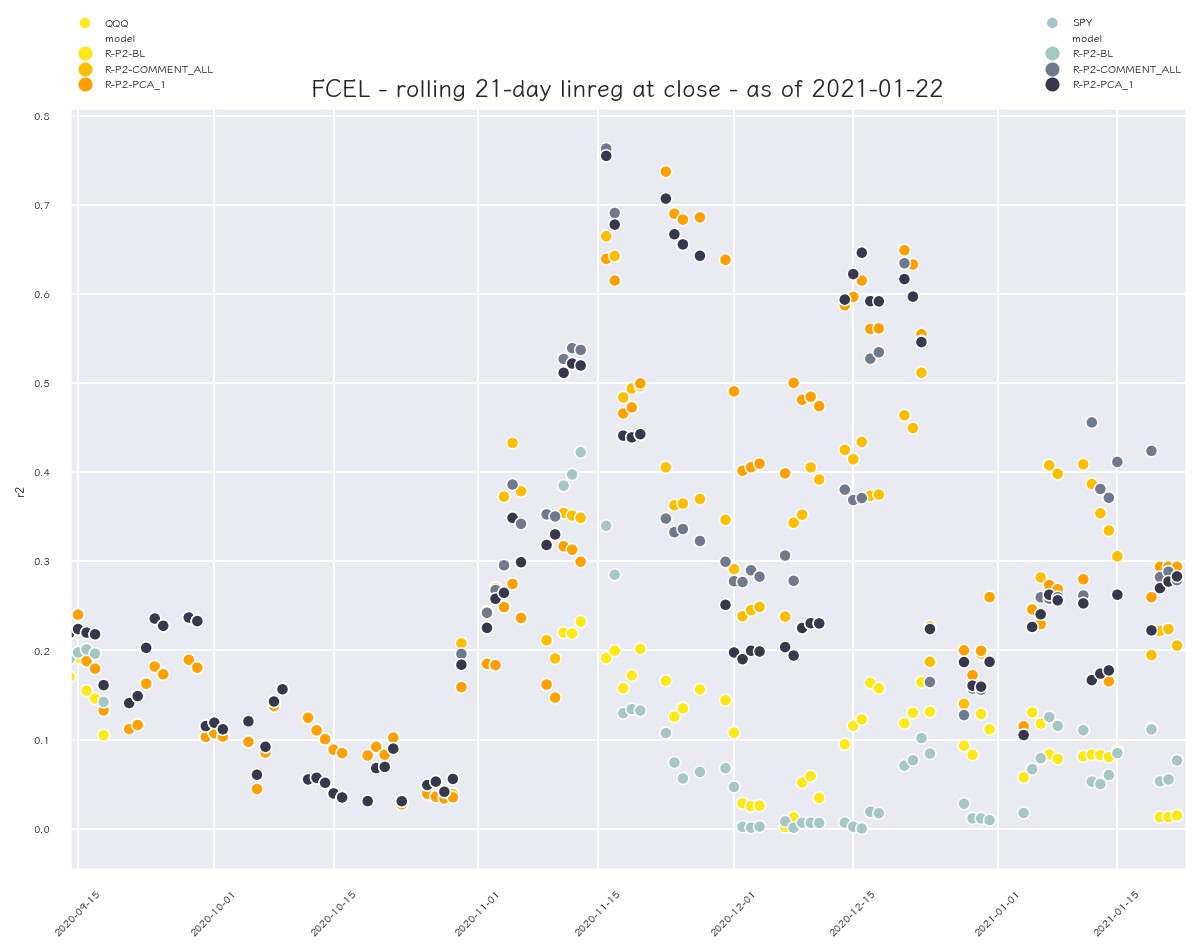 QQQ
model
R-P2-BL
R-P2-COMMENT_ALL
R-P2-PCA_1
SPY
model
R-P2-BL
R-P2-COMMENT_ALL
R-P2-PCA_1
FCEL - rolling 21-day linreg at close - as of 2021-01-22
0.8
0.7
0.6
0.5
0.4
0.3
0.2
0.1
0.0
r2
2020-09-15
2020-10-01
2020-10-15
2020-11-01
2020-11-15
2020-12-01
2020-12-15
2021-01-01
2021-01-15